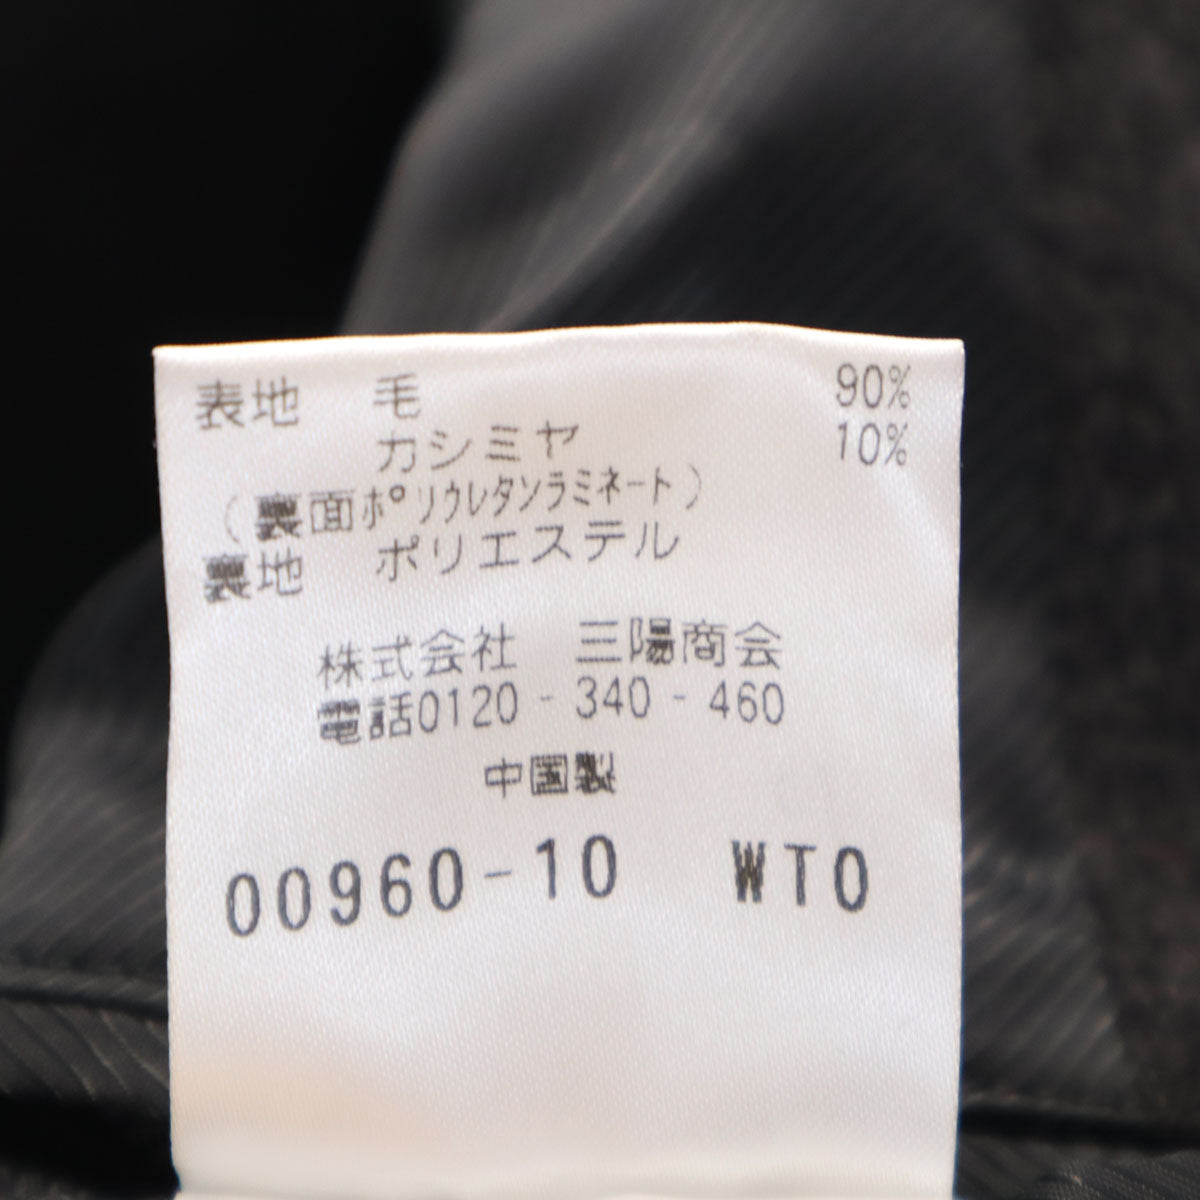 表地 毛 90%
カシミヤ 10%
(裏面ポリウレタンラミネート)
裏地 ポリエステル
株式会社 三陽商会
電話0120-340-460
中国製
00960-10 WTO